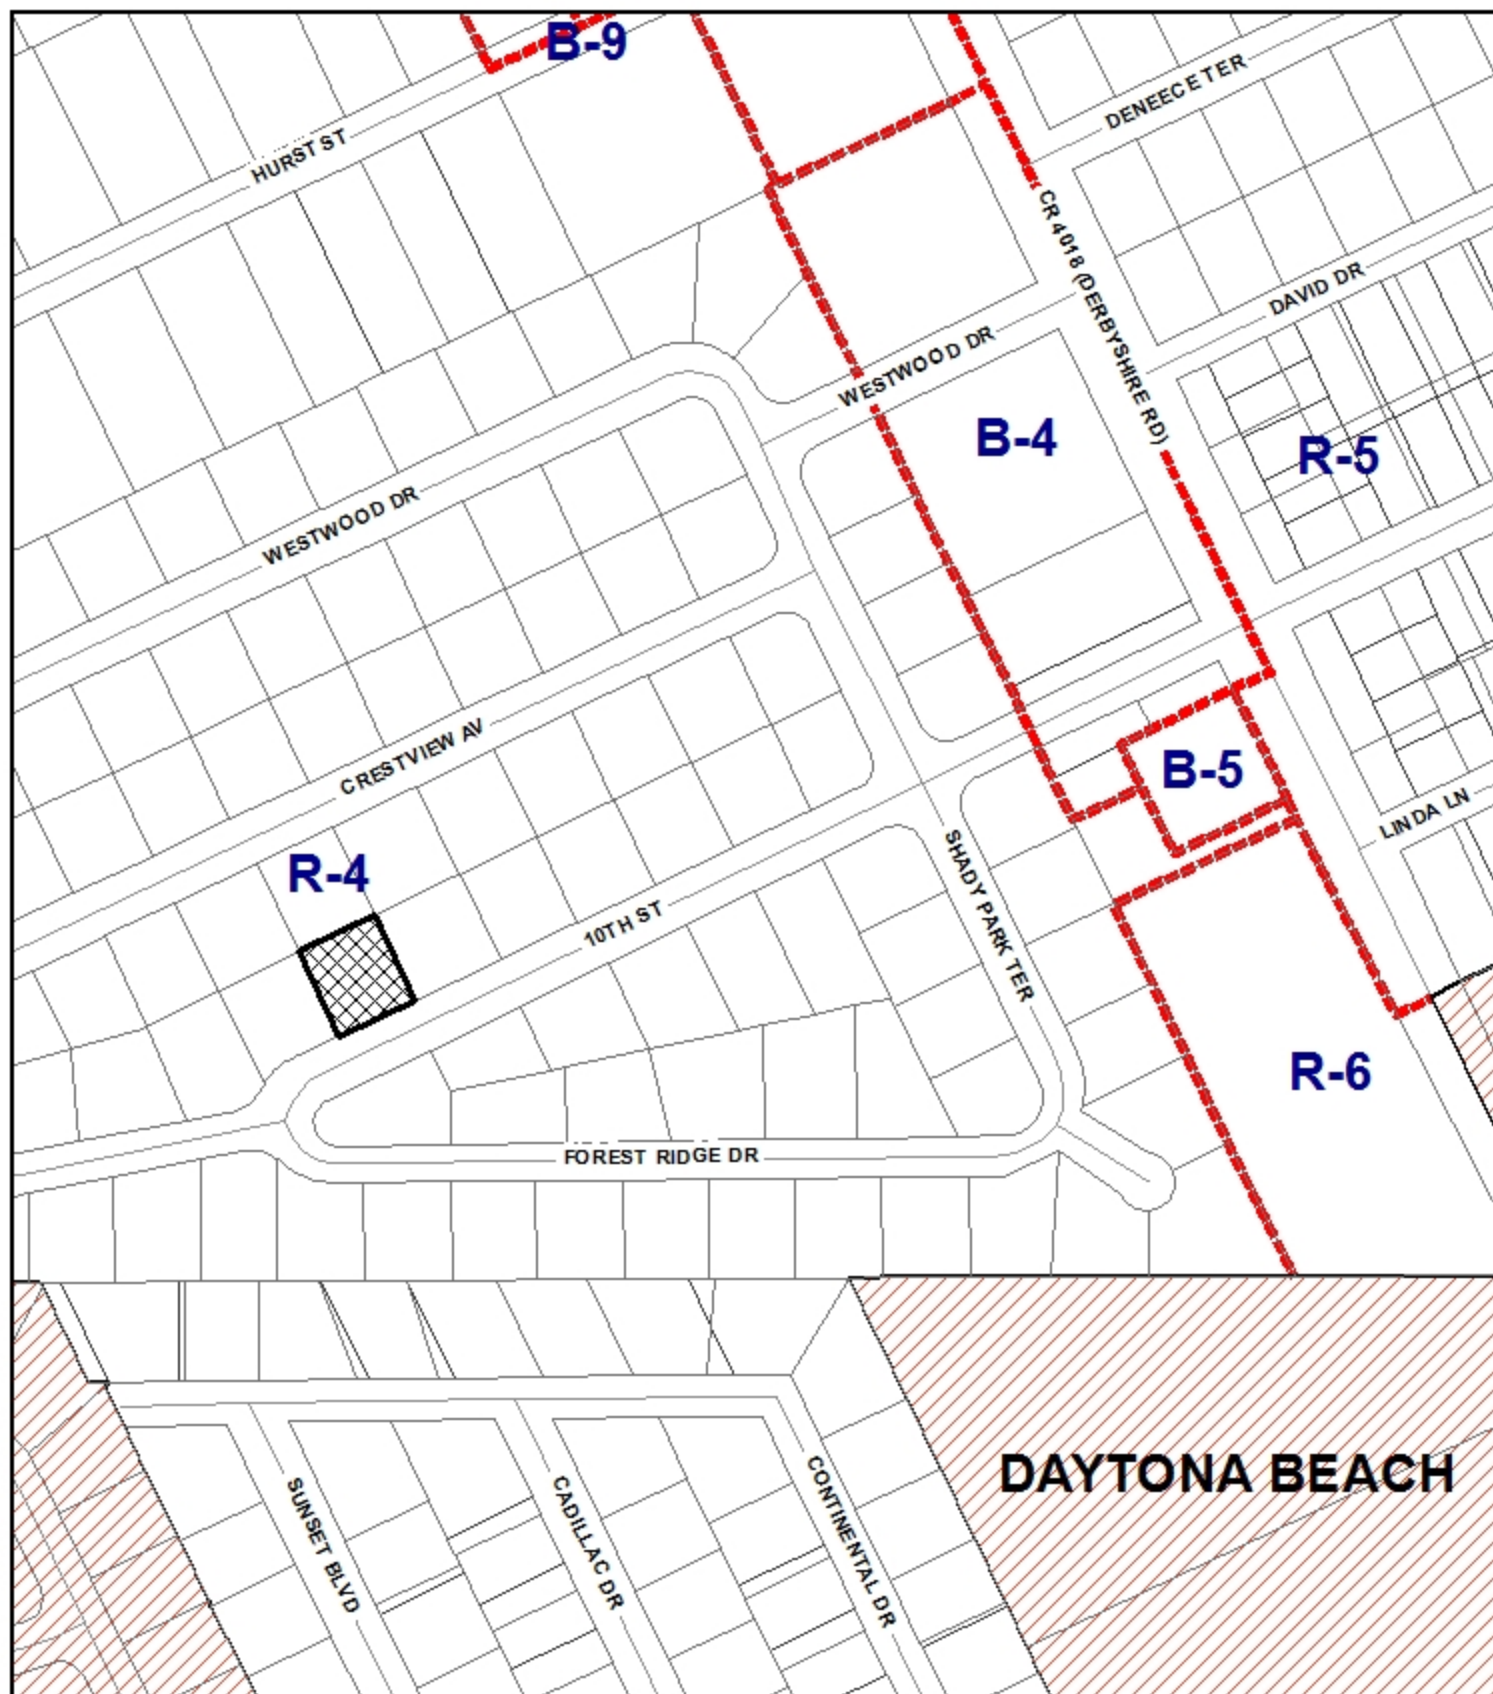 B-9
DENEECE TER
HURST ST
CR 4018 (DERBYSHIRE RD)
DAVID DR
WESTWOOD DR
B-4
R-5
WESTWOOD DR
CRESTVIEW AV
B-5
LINDA LN
R-4
SHADY PARK TER
10TH ST
R-6
FOREST RIDGE DR
DAYTONA BEACH
SUNSET BLVD
CADILLAC DR
CONTINENTAL DR